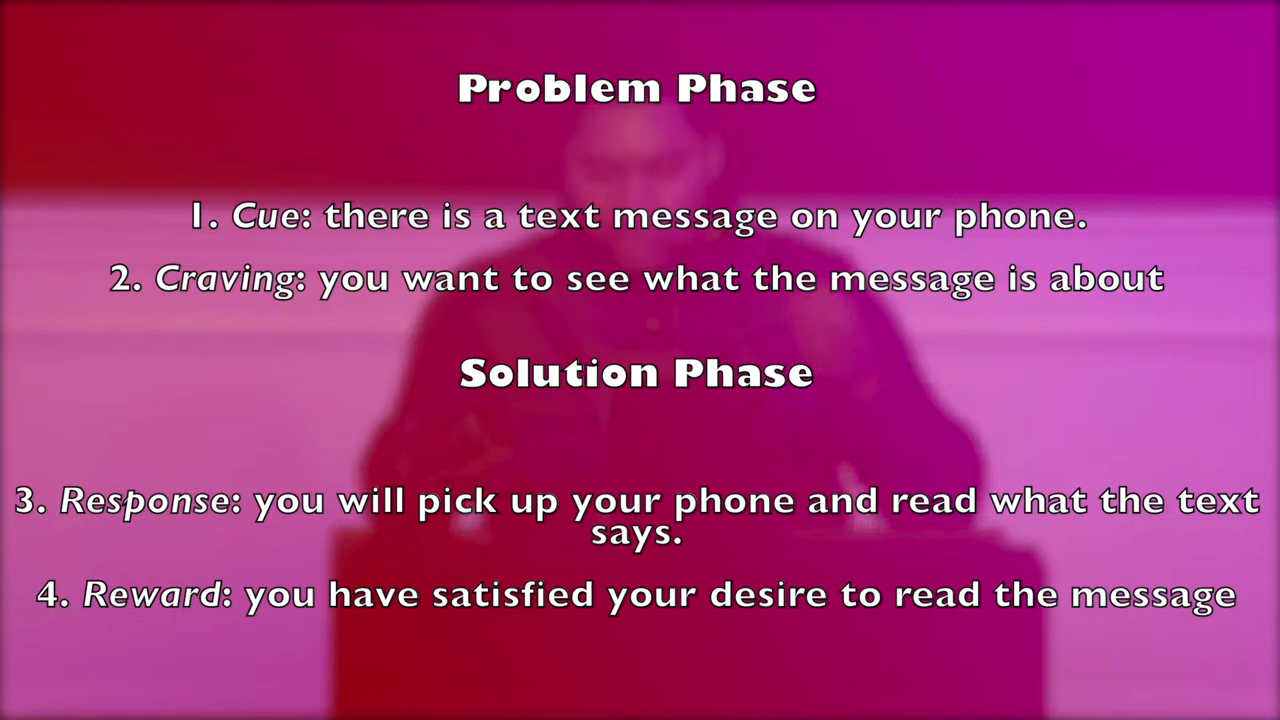 Problem Phase
1. Cue: there is a text message on your phone.
2. Craving: you want to see what the message is about
Solution Phase
3. Response: you will pick up your phone and read what the text
says.
4. Reward: you have satisfied your desire to read the message